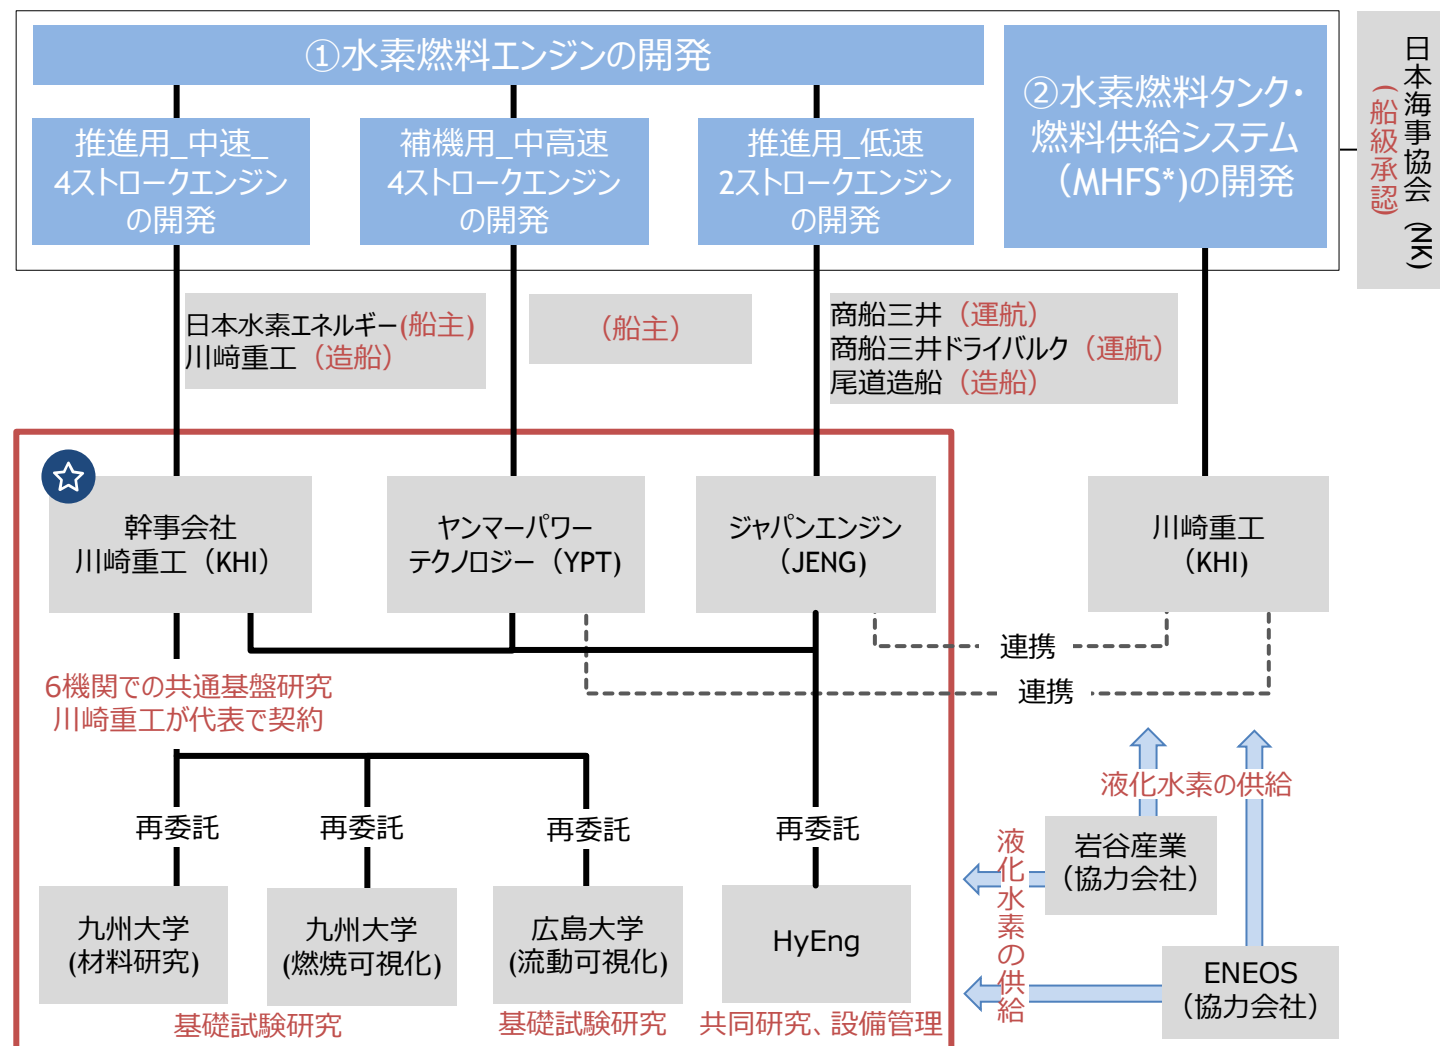 ①水素燃料エンジンの開発
②水素燃料タンク・
燃料供給システム
（MHFS*)の開発
日本海事協会（NK）
（船級承認）
推進用_中速_
4ストロークエンジン
の開発
補機用_中高速
4ストロークエンジン
の開発
推進用_低速
2ストロークエンジン
の開発
日本水素エネルギー(船主)
川﨑重工（造船）
（船主）
商船三井（運航）
商船三井ドライバルク（運航）
尾道造船（造船）
幹事会社
川崎重工（KHI）
ヤンマーパワー
テクノロジー（YPT)
ジャパンエンジン
（JENG)
川崎重工
（KHI)
連携
連携
6機関での共通基盤研究
川崎重工が代表で契約
再委託
再委託
再委託
再委託
液化水素の供給
液化水素の供給
岩谷産業
（協力会社）
九州大学
(材料研究)
九州大学
(燃焼可視化)
広島大学
(流動可視化)
HyEng
ENEOS
（協力会社）
基礎試験研究
基礎試験研究
共同研究、設備管理